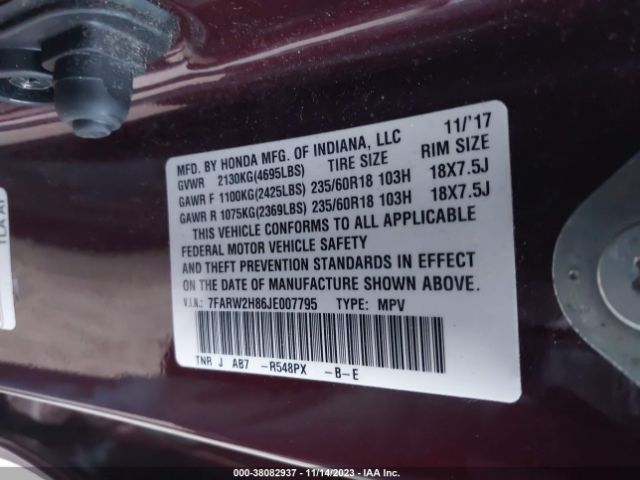 MFD. BY HONDA MFG. OF INDIANA, LLC 11/'17
GVWR 2130KG(4695LBS) TIRE SIZE RIM SIZE
GAWR F 1100KG(2425LBS) 235/60R18 103H 18X7.5J
GAWR R 1075KG(2369LBS) 235/60R18 103H 18X7.5J
THIS VEHICLE CONFORMS TO ALL APPLICABLE
FEDERAL MOTOR VEHICLE SAFETY
AND THEFT PREVENTION STANDARDS IN EFFECT
ON THE DATE OF MANUFACTURE SHOWN ABOVE.
V.I.N.: 7FARW2H86JE007795 TYPE: MPV
TNR J AB7 -R548PX -B-E
000-38082937 - 11/14/2023 - IAA Inc.